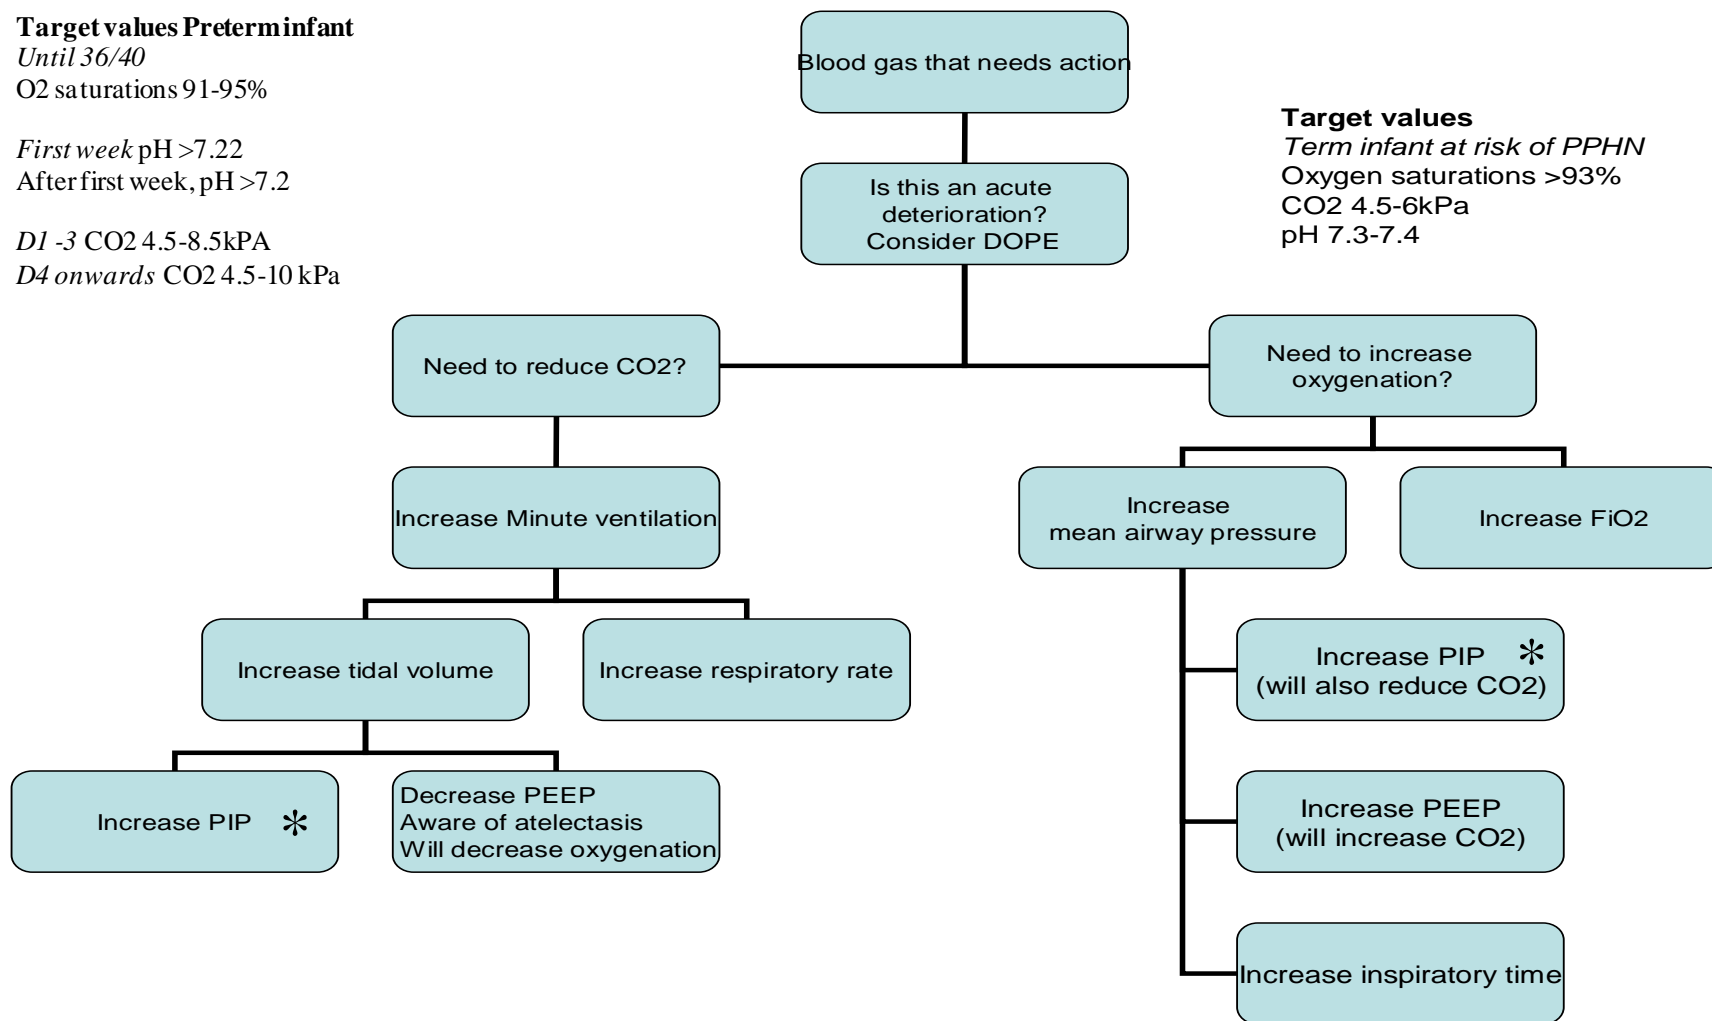 Target values Preterm infant
Until 36/40
O2 saturations 91-95%
First week pH >7.22
After first week, pH >7.2
D1 -3 CO2 4.5-8.5kPA
D4 onwards CO2 4.5-10 kPa
Blood gas that needs action
Is this an acute
deterioration?
Consider DOPE
Target values
Term infant at risk of PPHN
Oxygen saturations >93%
CO2 4.5-6kPa
pH 7.3-7.4
Need to reduce CO2?
Need to increase
oxygenation?
Increase Minute ventilation
Increase
mean airway pressure
Increase FiO2
Increase tidal volume
Increase respiratory rate
Increase PIP *
(will also reduce CO2)
Increase PIP *
Decrease PEEP
Aware of atelectasis
Will decrease oxygenation
Increase PEEP
(will increase CO2)
Increase inspiratory time